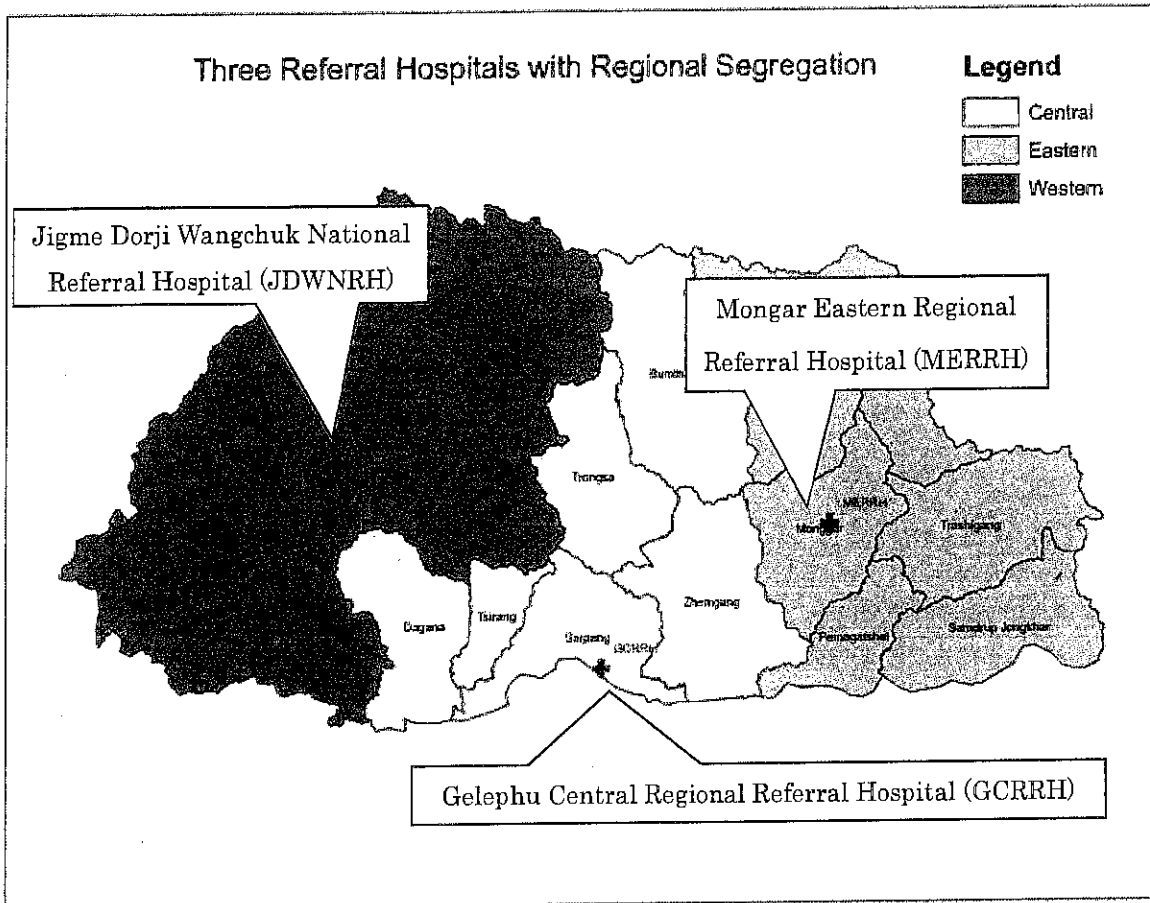 Three Referral Hospitals with Regional Segregation
Legend
Central
Eastern
Western
Jigme Dorji Wangchuk National
Referral Hospital (JDWNRH)
Mongar Eastern Regional
Referral Hospital (MERRH)
Trongsa
MERRH
Trashigang
Zhemgang
Dagana
Tsirang
Sarpang
Pemagatshel
Samdrup Jongkhar
Gelephu Central Regional Referral Hospital (GCRRH)